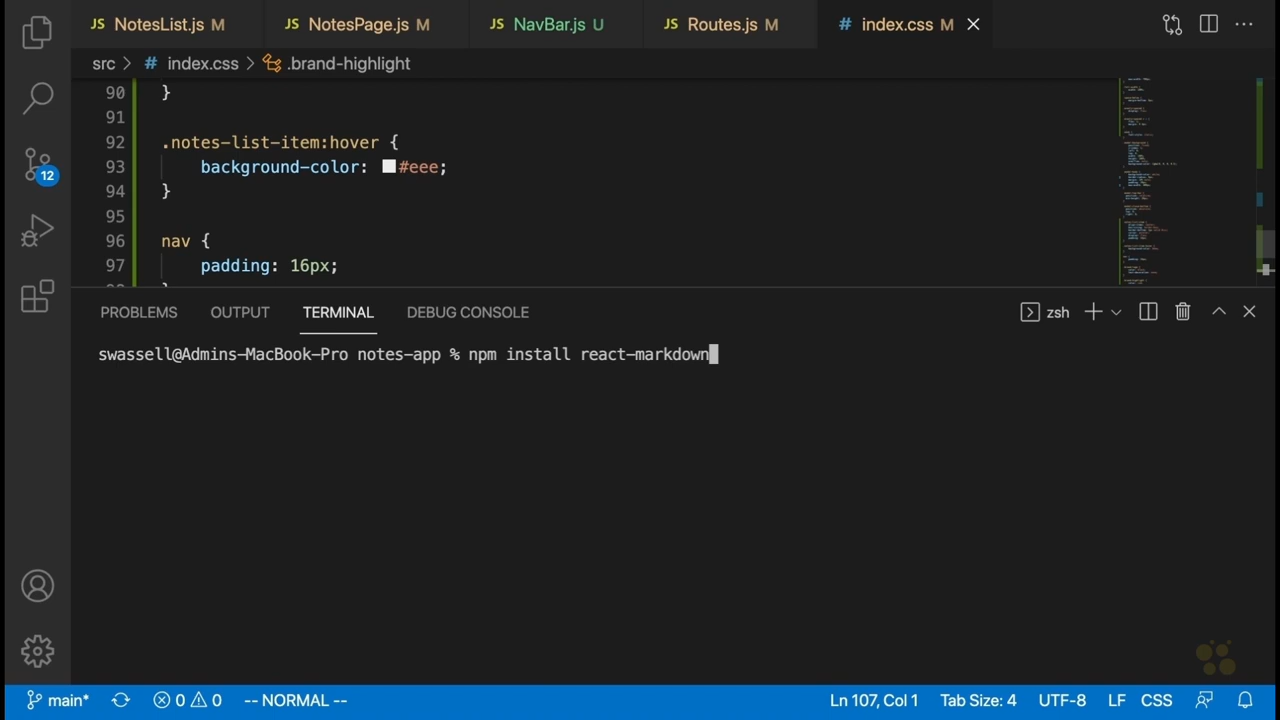 JS NotesList.js M JS NotesPage.js M JS NavBar.js U JS Routes.js M # index.css M
src > # index.css > .brand-highlight
90 }
91
92 .notes-list-item:hover {
93 background-color: #eee;
94 }
95
96 nav {
97 padding: 16px;
PROBLEMS OUTPUT TERMINAL DEBUG CONSOLE zsh
swassell@Admins-MacBook-Pro notes-app % npm install react-markdown
12
main* 0 0 -- NORMAL -- Ln 107, Col 1 Tab Size: 4 UTF-8 LF CSS